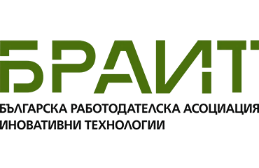 БРАИТ
БЪЛГАРСКА РАБОТОДАТЕЛСКА АСОЦИАЦИЯ
ИНОВАТИВНИ ТЕХНОЛОГИИ